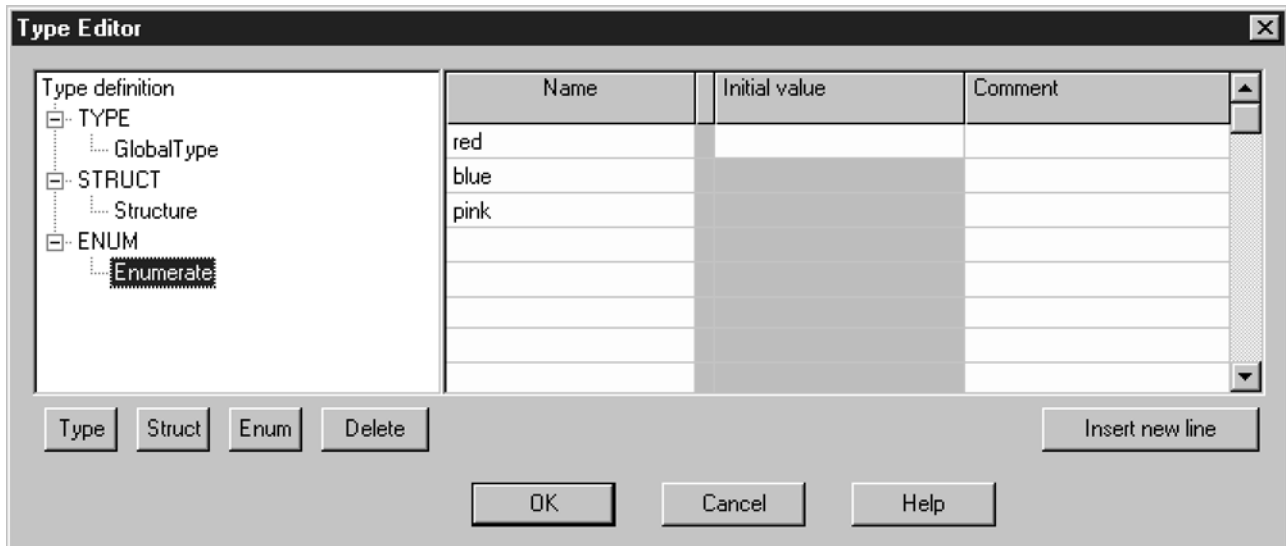 Type Editor
Type definition
TYPE
GlobalType
STRUCT
Structure
ENUM
Enumerate
Name Initial value Comment
red
blue
pink
Type Struct Enum Delete Insert new line
OK Cancel Help